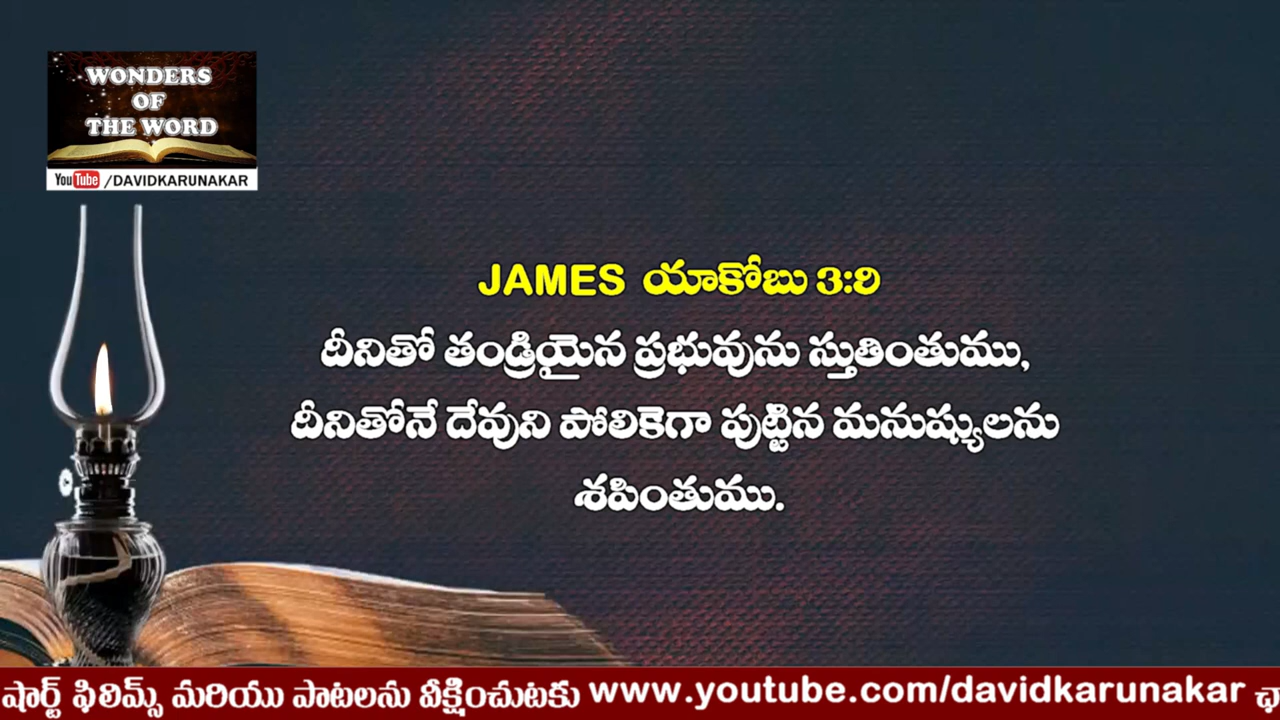 WONDERS
OF
THE WORD
YouTube /DAVIDKARUNAKAR
JAMES యాకోబు 3:రి
దీనితో తండ్రియైన ప్రభువును స్తుతింతుము,
దీనితోనే దేవుని పోలికెగా పుట్టిన మనుష్యులను
శపింతుము.
షార్ట్ ఫిలిమ్స్ మరియు పాటలను వీక్షించుటకు www.youtube.com/davidkarunakar